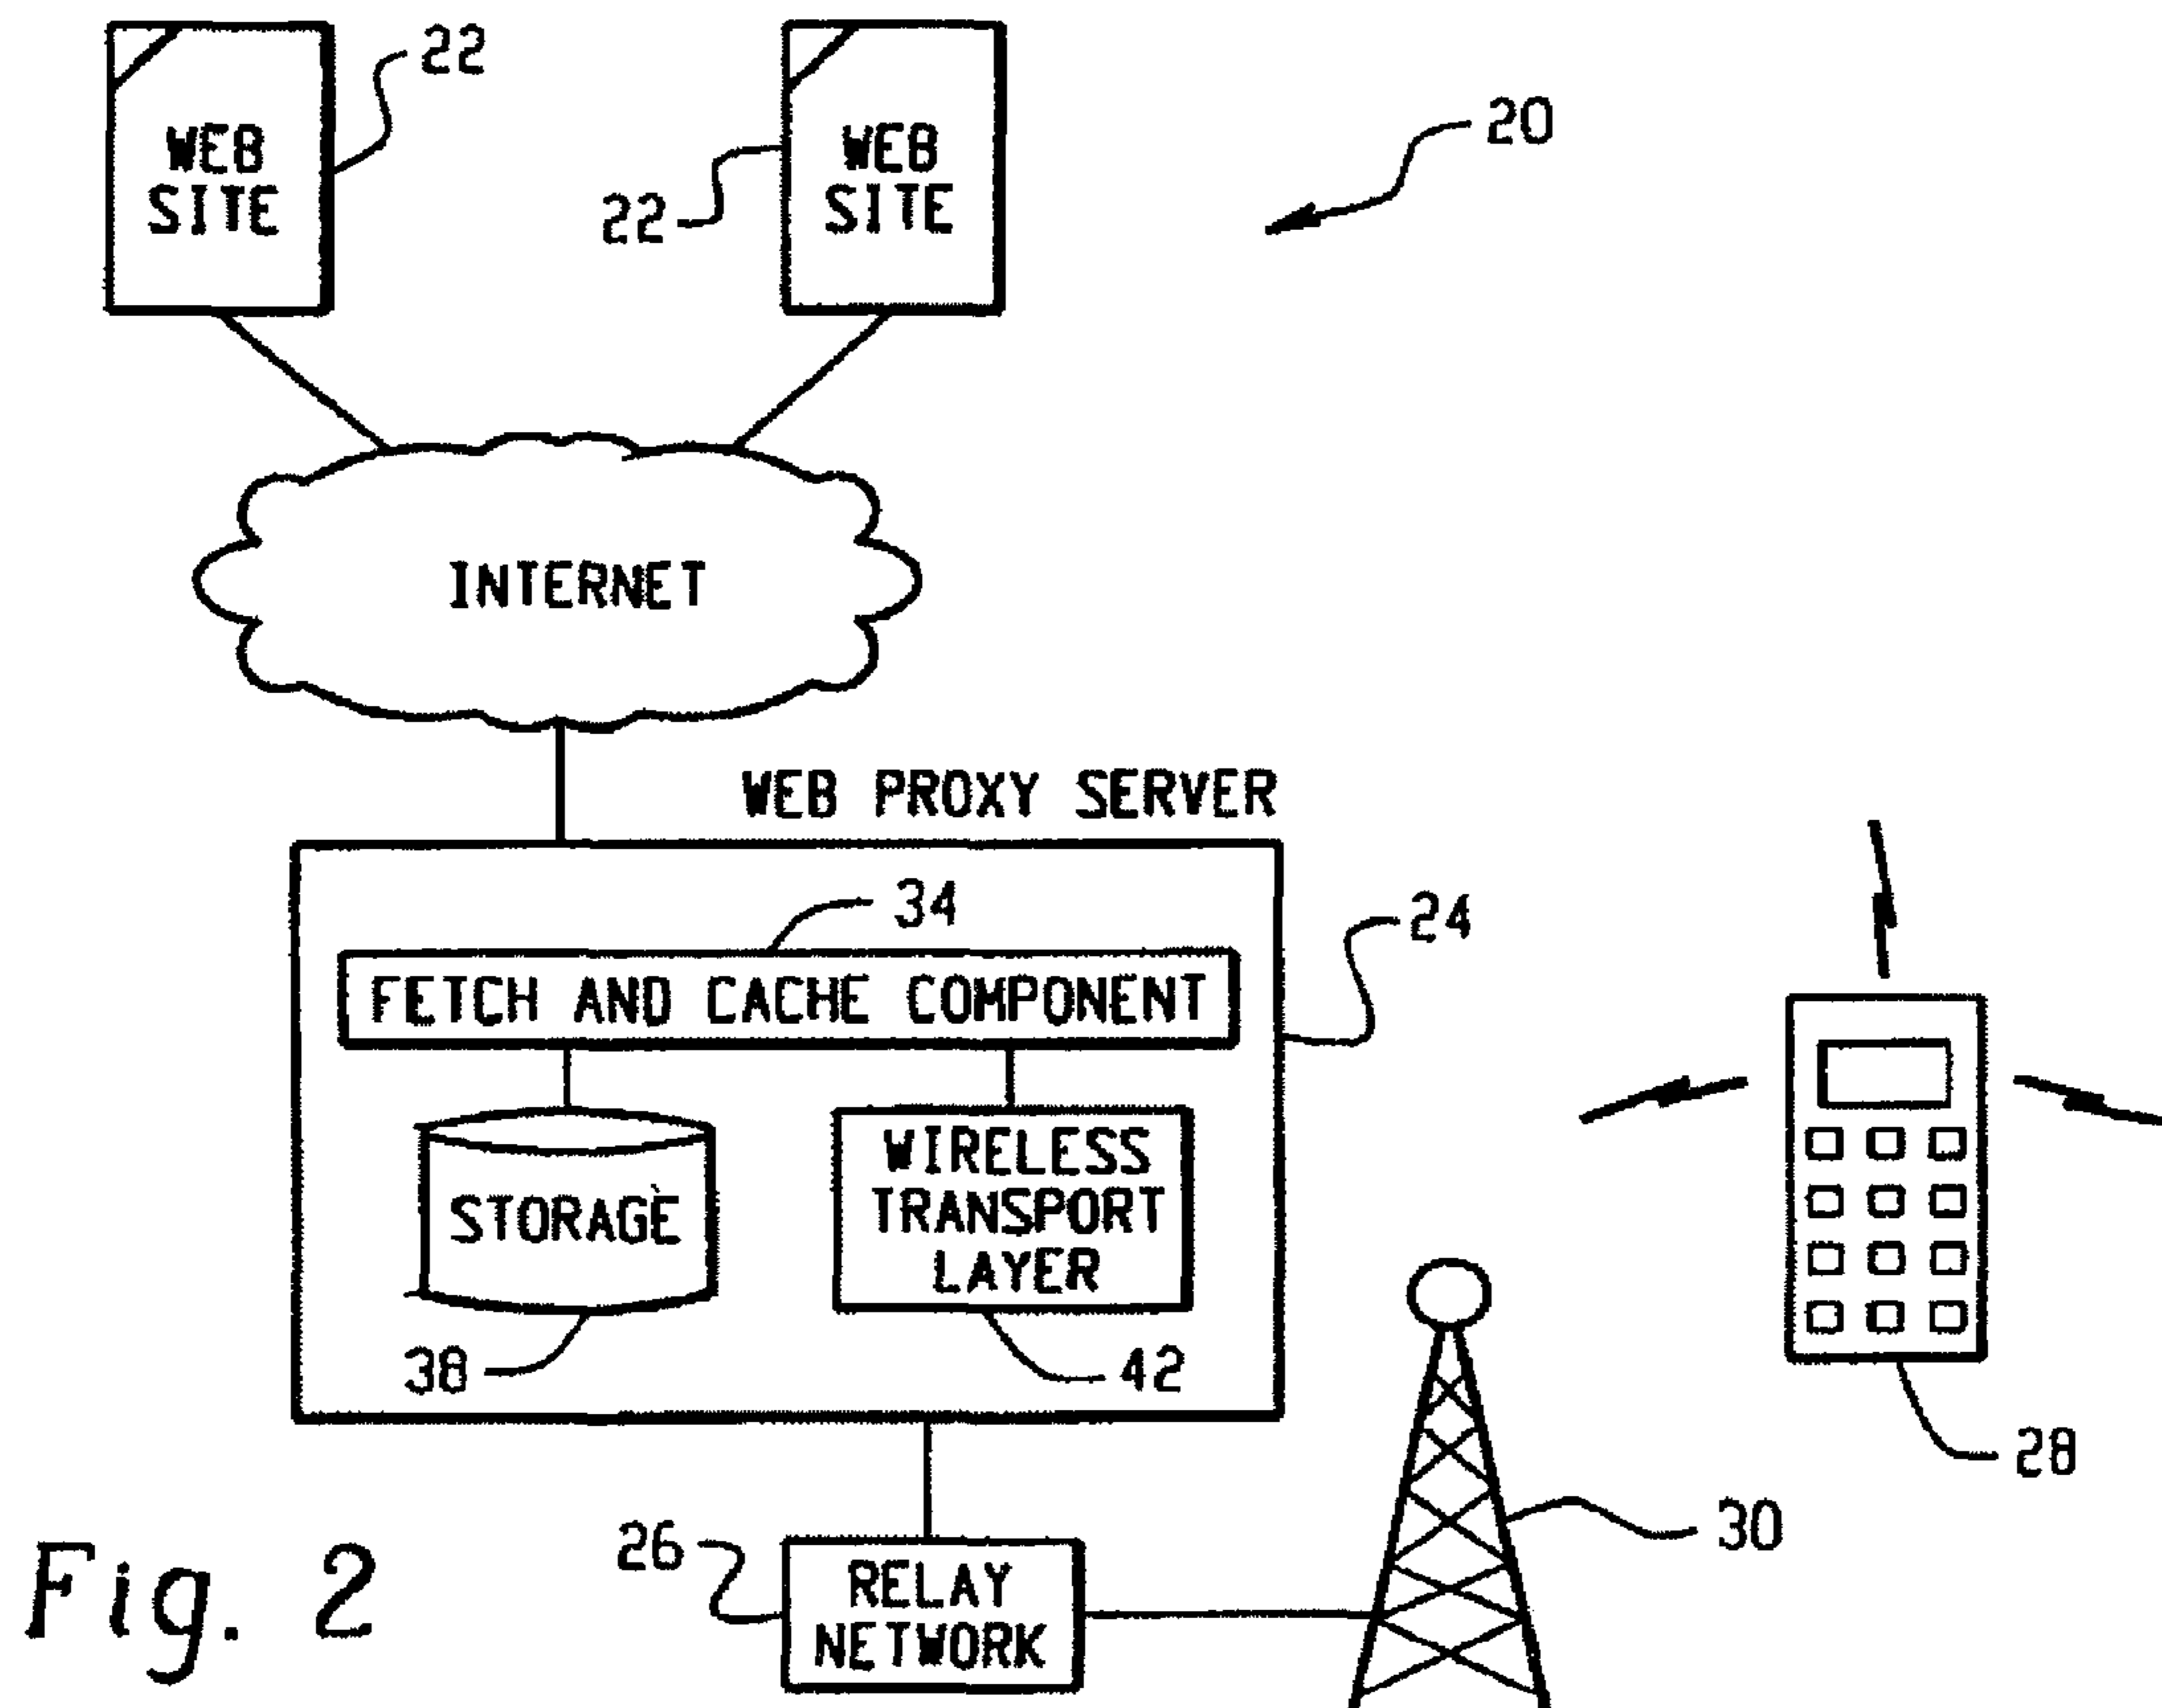 22
20
WEB
SITE
22
WEB
SITE
INTERNET
WEB PROXY SERVER
34
24
FETCH AND CACHE COMPONENT
STORAGE
WIRELESS
TRANSPORT
LAYER
38
42
28
30
26
RELAY
NETWORK
Fig. 2